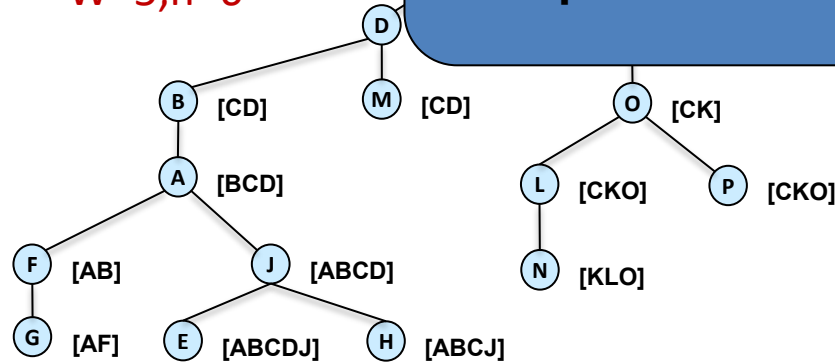 D
B [CD] M [CD] O [CK]
A [BCD] L [CKO] P [CKO]
F [AB] J [ABCD] N [KLO]
G [AF] E [ABCDJ] H [ABCJ]